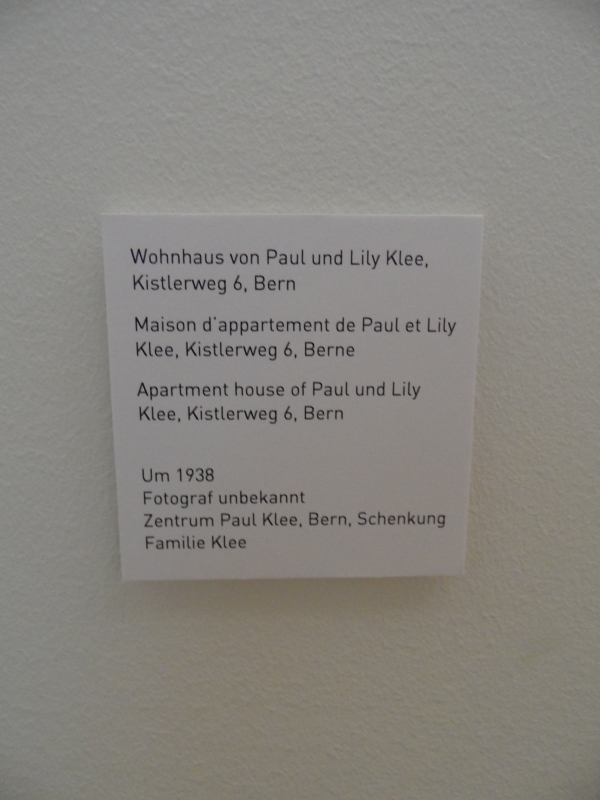 Wohnhaus von Paul und Lily Klee,
Kistlerweg 6, Bern
Maison d'appartement de Paul et Lily
Klee, Kistlerweg 6, Berne
Apartment house of Paul und Lily
Klee, Kistlerweg 6, Bern
Um 1938
Fotograf unbekannt
Zentrum Paul Klee, Bern, Schenkung
Familie Klee